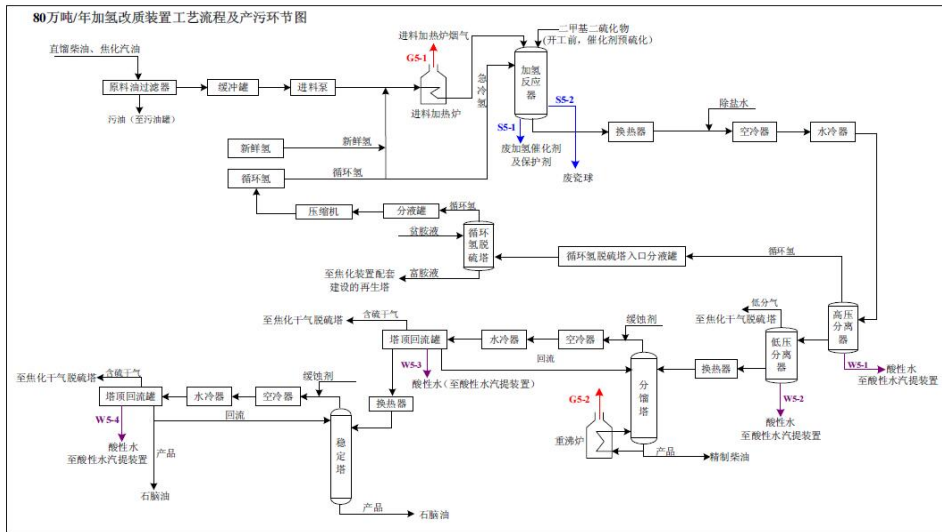 80万吨/年加氢改质装置工艺流程及产污环节图
直馏柴油、焦化汽油
原料油过滤器
污油（至污油罐）
缓冲罐
进料泵
进料加热炉烟气
G5-1
进料加热炉
急冷氢
二甲基二硫化物
(开工前，催化剂预硫化)
加氢反应器
S5-1
S5-2
废加氢催化剂
及保护剂
废瓷球
换热器
除盐水
空冷器
水冷器
新鲜氢
新鲜氢
循环氢
循环氢
压缩机
分液罐
循环氢
贫胺液
循环氢脱硫塔
富胺液
至焦化装置配套
建设的再生塔
循环氢脱硫塔入口分液罐
循环氢
高压分离器
W5-1
酸性水
至酸性水汽提装置
低分气
至焦化干气脱硫塔
低压分离器
W5-2
酸性水
至酸性水汽提装置
换热器
分馏塔
缓蚀剂
空冷器
水冷器
回流
塔顶回流罐
含硫干气
至焦化干气脱硫塔
W5-3
酸性水（至酸性水汽提装置）
换热器
G5-2
重沸炉
产品
精制柴油
稳定塔
缓蚀剂
空冷器
水冷器
回流
塔顶回流罐
含硫干气
至焦化干气脱硫塔
W5-4
酸性水
至酸性水汽提装置
产品
石脑油
产品
石脑油